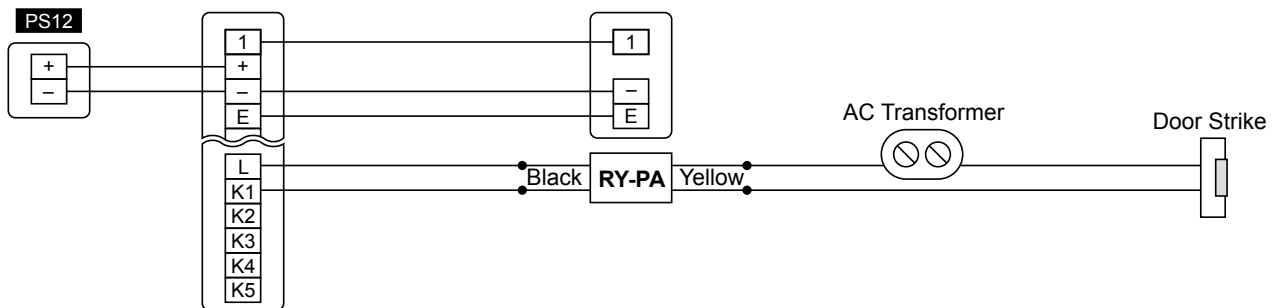 PS12
+
–
1
+
–
E
L
K1
K2
K3
K4
K5
1
–
E
Black RY-PA Yellow
AC Transformer
Door Strike